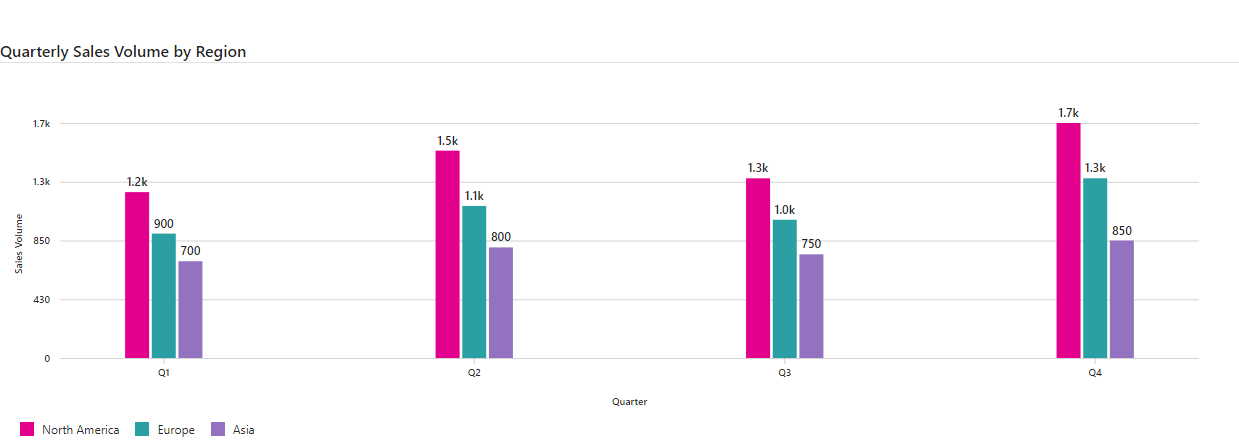 Quarterly Sales Volume by Region
1.7k
1.3k
850
430
0
Sales Volume
1.2k
900
700
1.5k
1.1k
800
1.3k
1.0k
750
1.7k
1.3k
850
Q1 Q2 Q3 Q4
Quarter
North America Europe Asia